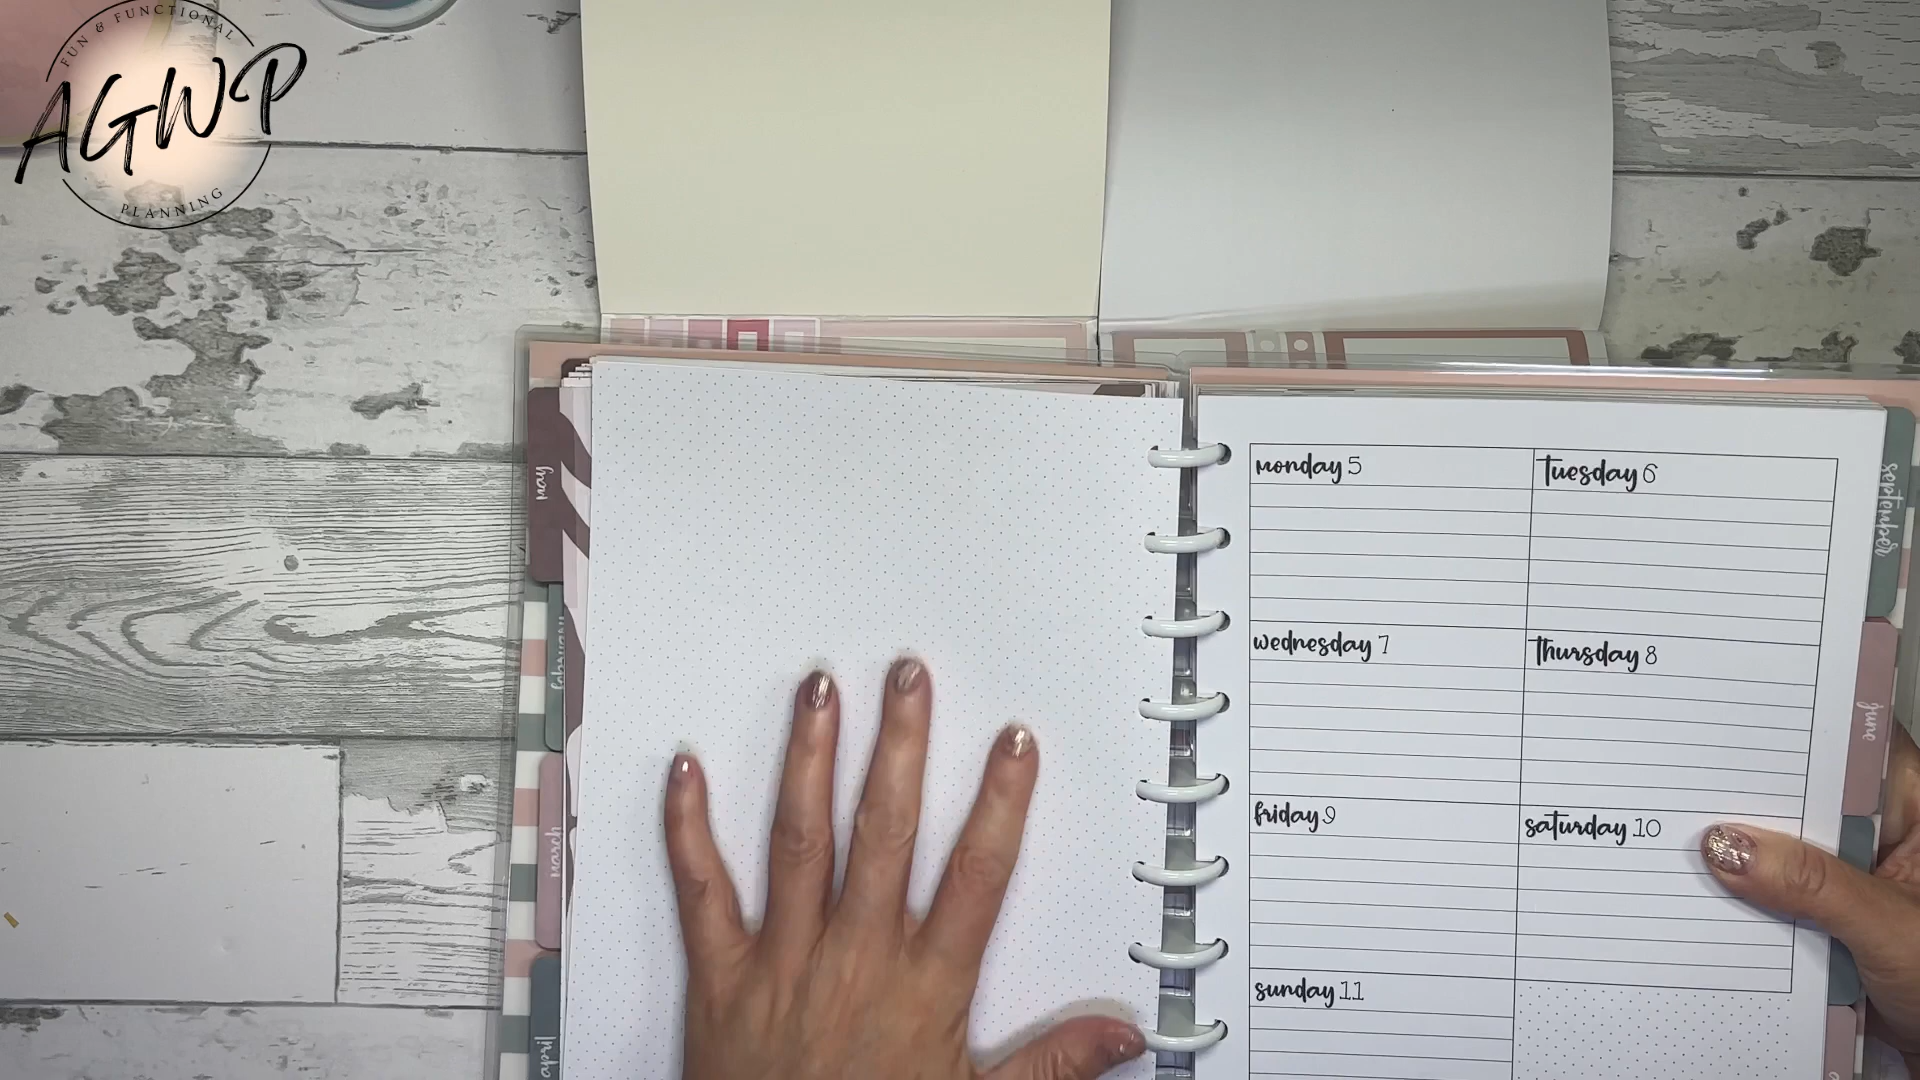 FUN & FUNCTIONAL
AGWP
PLANNING
may
february
march
april
monday 5
Tuesday 6
wednesday 7
Thursday 8
friday 9
saturday 10
sunday 11
september
june